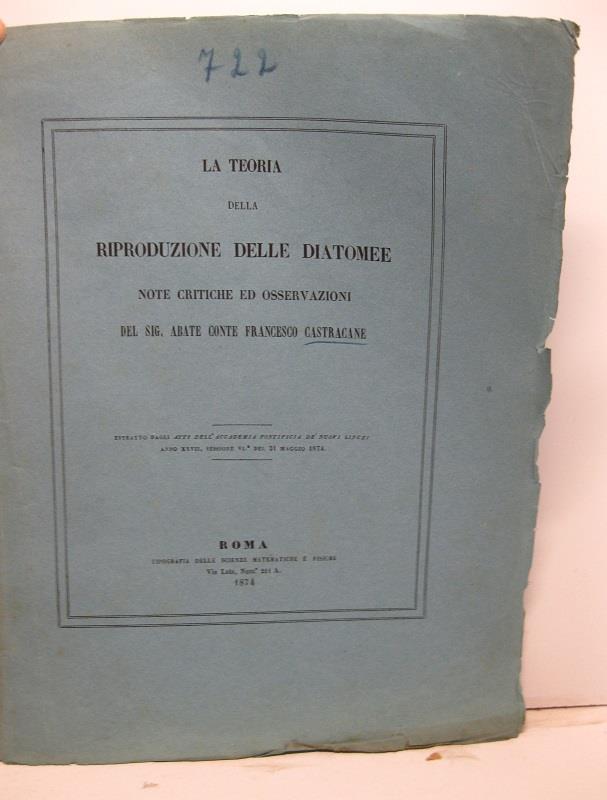 722
LA TEORIA
DELLA
RIPRODUZIONE DELLE DIATOMEE
NOTE CRITICHE ED OSSERVAZIONI
DEL SIG. ABATE CONTE FRANCESCO CASTRACANE
ESTRATTO DAGLI ATTI DELL'ACCADEMIA PONTIFICIA DE' NUOVI LINCEI
ANNO XXVII, SESSIONE VI.ª DEL 31 MAGGIO 1874.
ROMA
TIPOGRAFIA DELLE SCIENZE MATEMATICHE E FISICHE
Via Lata, Num.° 211 A.
1874